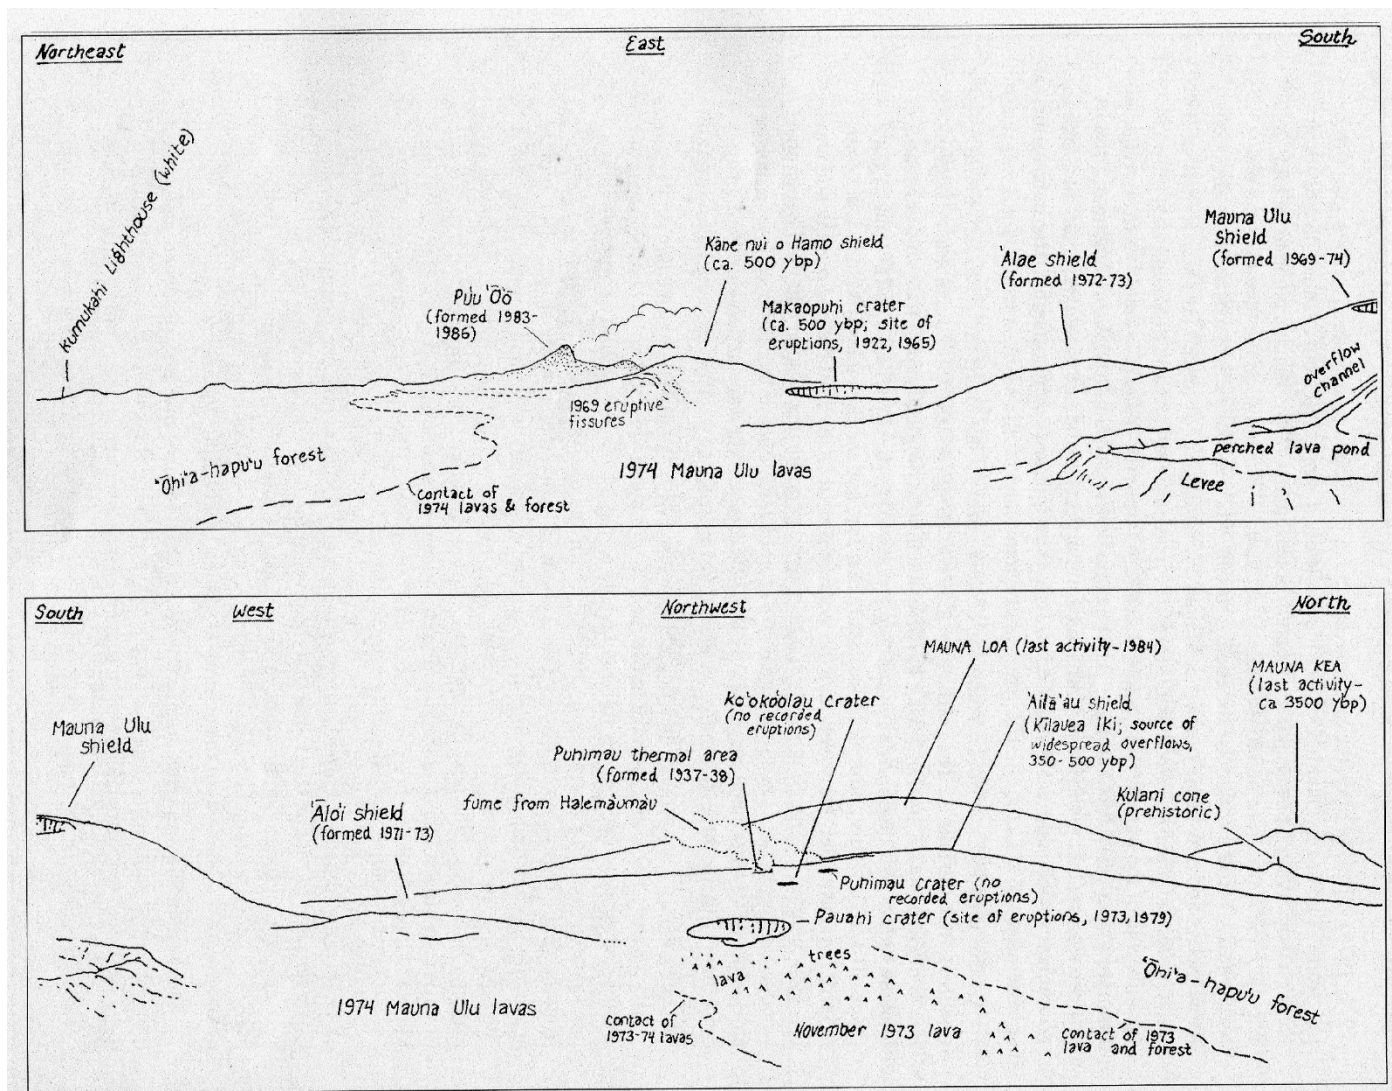 Northeast
East
South
Kumukahi Lighthouse (white)
Pu'u 'Ō'ō
(formed 1983-
1986)
Kāne nui o Hamo shield
(ca. 500 ybp)
Makaopuhi crater
(ca. 500 ybp; site of
eruptions, 1922, 1965)
'Alae shield
(formed 1972-73)
Mauna Ulu
shield
(formed 1969-74)
overflow
channel
1969 eruptive
fissures
perched lava pond
'Ōhi'a-hapu'u forest
1974 Mauna Ulu lavas
Levee
contact of
1974 lavas & forest
South
West
Northwest
North
MAUNA LOA (last activity-1984)
MAUNA KEA
(last activity-
ca 3500 ybp)
Ko'oko'olau crater
(no recorded
eruptions)
'Ailā'au shield
(Kīlauea Iki; source of
widespread overflows,
350-500 ybp)
Mauna Ulu
shield
Puhimau thermal area
(formed 1937-38)
fume from Halema'uma'u
Kulani cone
(prehistoric)
'Ālo'i shield
(formed 1971-73)
Puhimau crater (no
recorded eruptions)
Pauahi crater (site of eruptions, 1973, 1979)
lava
trees
'Ōhi'a-hapu'u forest
1974 Mauna Ulu lavas
contact of
1973-74 lavas
November 1973 lava
contact of 1973
lava and forest